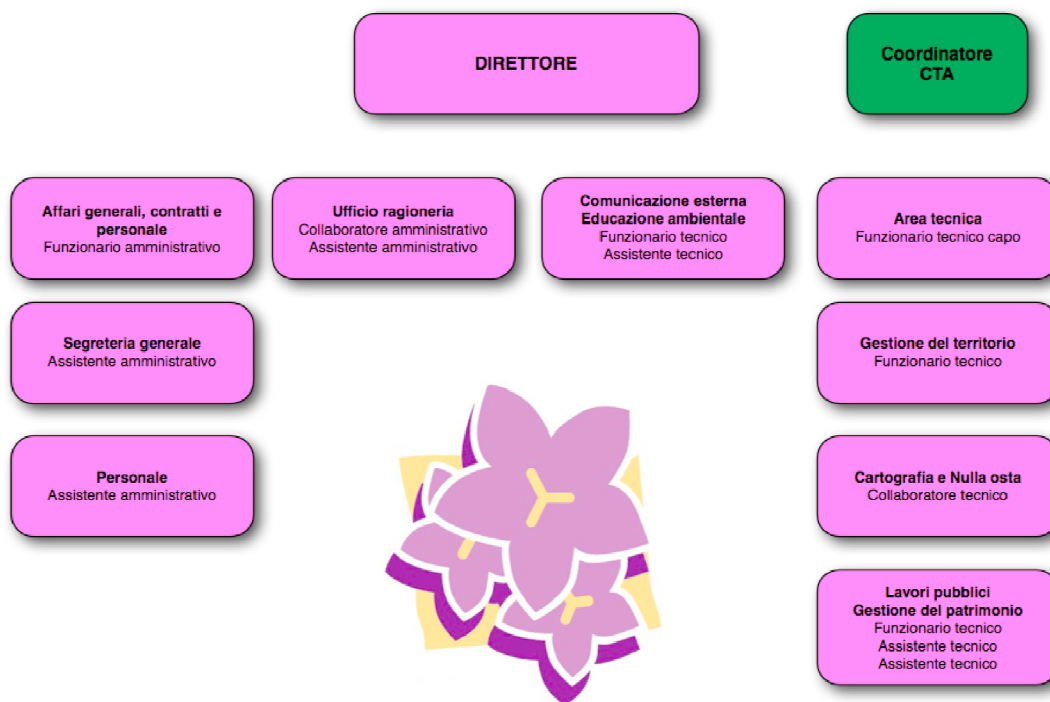 DIRETTORE
Coordinatore
CTA
Affari generali, contratti e
personale
Funzionario amministrativo
Ufficio ragioneria
Collaboratore amministrativo
Assistente amministrativo
Comunicazione esterna
Educazione ambientale
Funzionario tecnico
Assistente tecnico
Area tecnica
Funzionario tecnico capo
Segreteria generale
Assistente amministrativo
Gestione del territorio
Funzionario tecnico
Personale
Assistente amministrativo
Cartografia e Nulla osta
Collaboratore tecnico
Lavori pubblici
Gestione del patrimonio
Funzionario tecnico
Assistente tecnico
Assistente tecnico